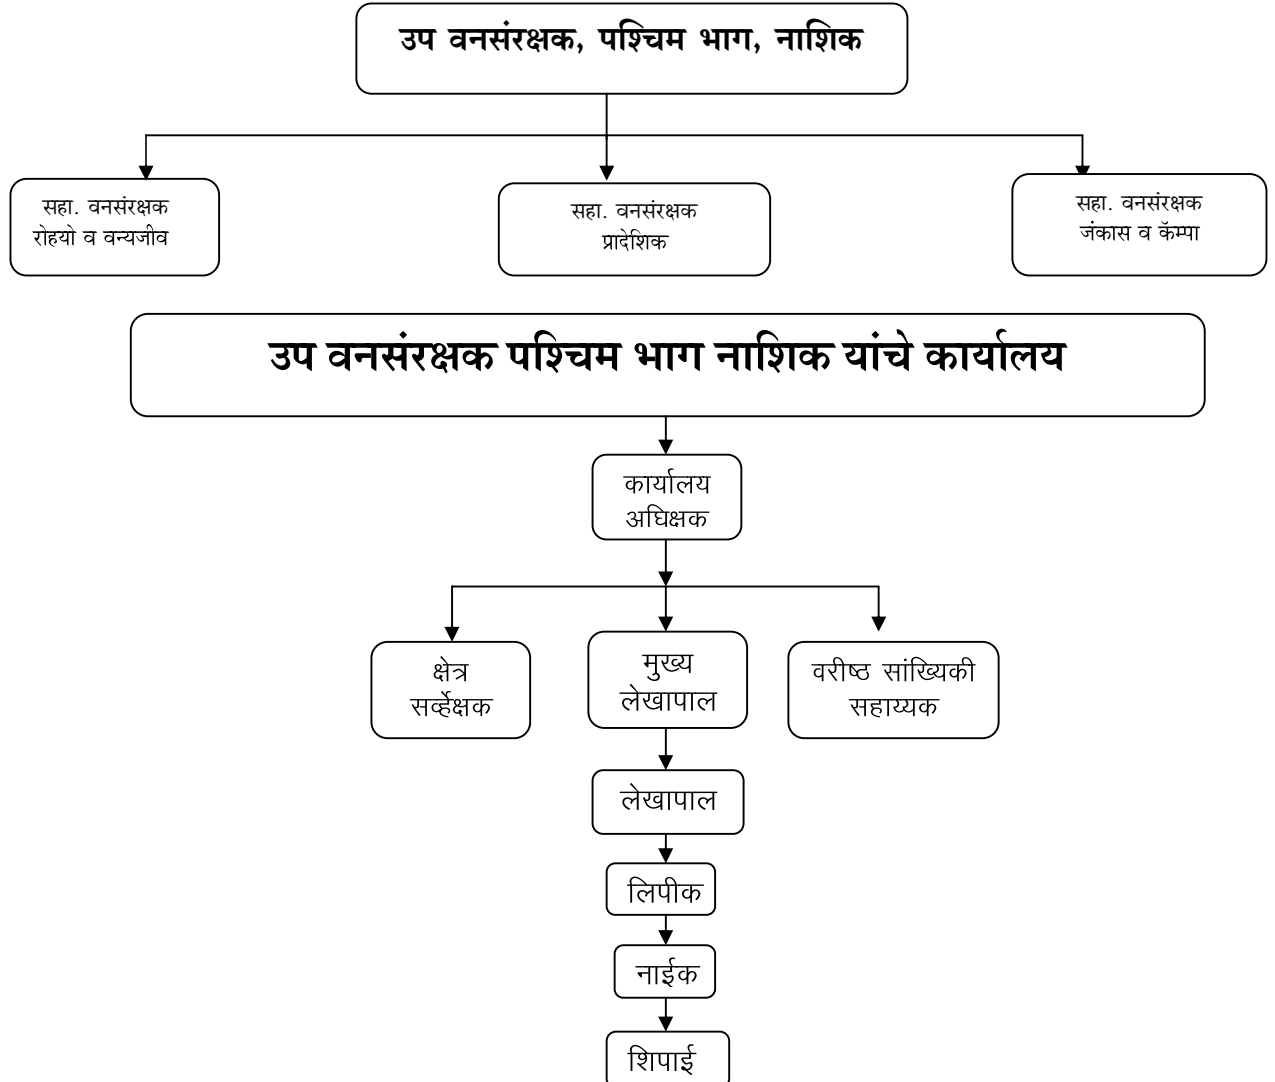 उप वनसंरक्षक, पश्चिम भाग, नाशिक
सहा. वनसंरक्षक
रोहयो व वन्यजीव
सहा. वनसंरक्षक
प्रादेशिक
सहा. वनसंरक्षक
जंकास व कॅम्पा
उप वनसंरक्षक पश्चिम भाग नाशिक यांचे कार्यालय
कार्यालय
अघिक्षक
क्षेत्र
सर्व्हेक्षक
मुख्य
लेखापाल
वरीष्ठ सांख्यिकी
सहाय्यक
लेखापाल
लिपीक
नाईक
शिपाई